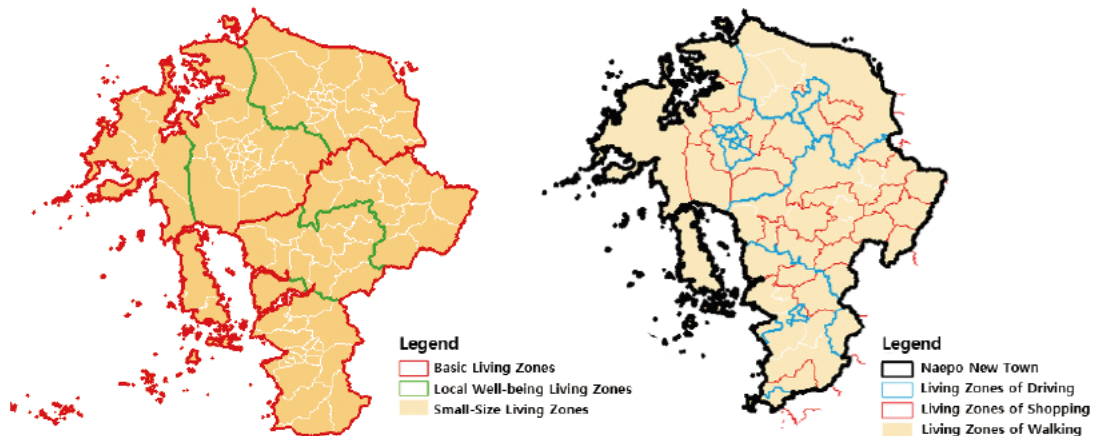 Legend
Basic Living Zones
Local Well-being Living Zones
Small-Size Living Zones
Legend
Naepo New Town
Living Zones of Driving
Living Zones of Shopping
Living Zones of Walking